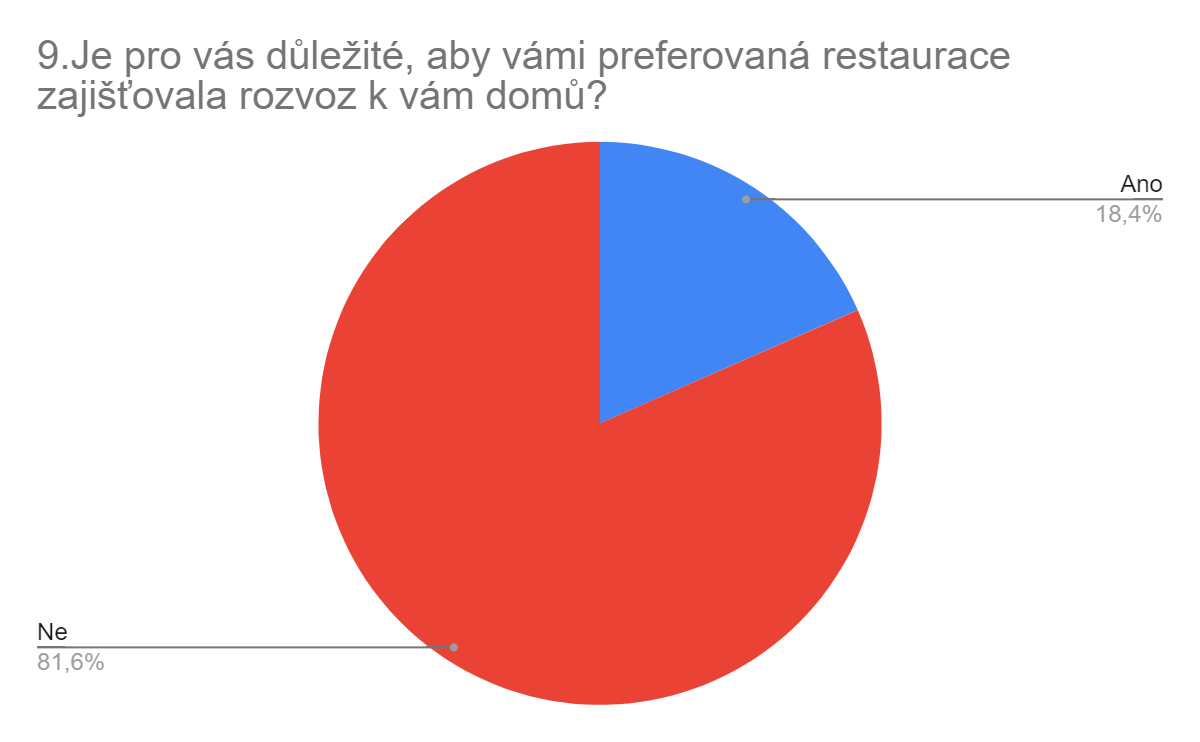 9.Je pro vás důležité, aby vámi preferovaná restaurace
zajišťovala rozvoz k vám domů?
Ano
18,4%
Ne
81,6%